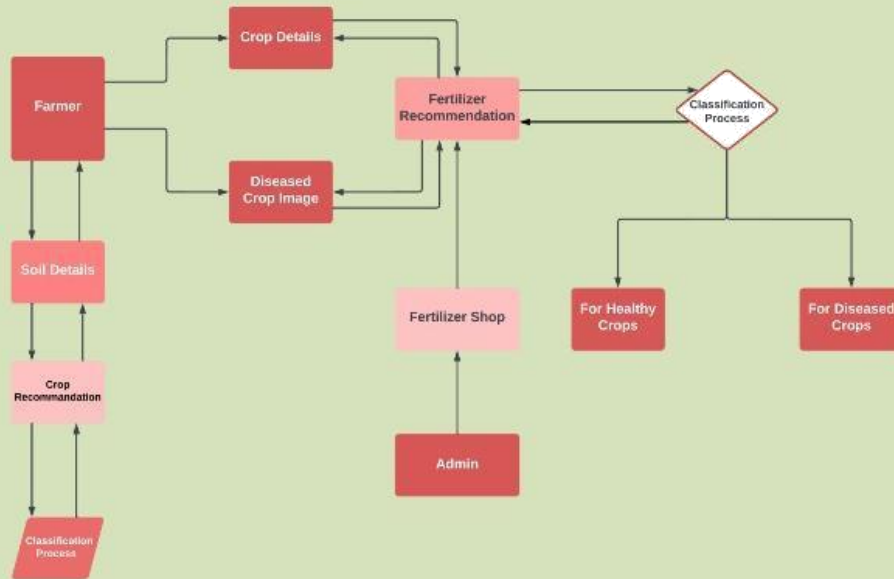 Crop Details
Farmer
Fertilizer
Recommendation
Classification
Process
Diseased
Crop Image
Soil Details
Fertilizer Shop
For Healthy
Crops
For Diseased
Crops
Crop
Recommandation
Admin
Classification
Process